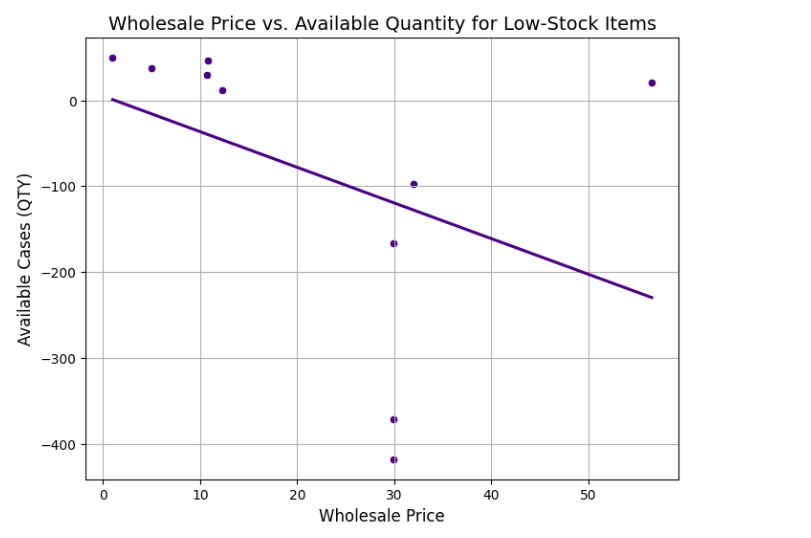 Wholesale Price vs. Available Quantity for Low-Stock Items
Available Cases (QTY)
0
−100
−200
−300
−400
0 10 20 30 40 50
Wholesale Price